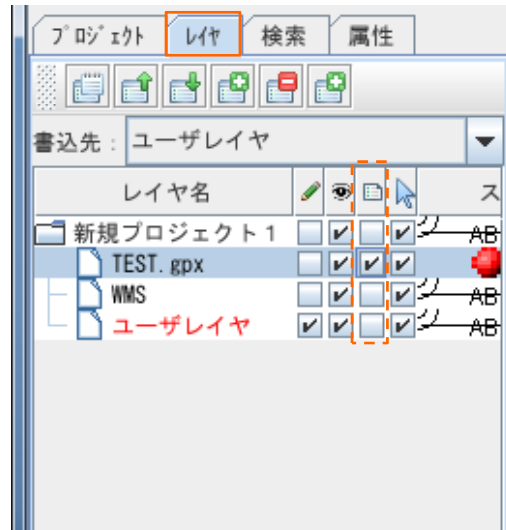 プロジェクト レイヤ 検索 属性
書込先： ユーザレイヤ
レイヤ名 ス
新規プロジェクト1 AB
TEST.gpx
WMS AB
ユーザレイヤ AB